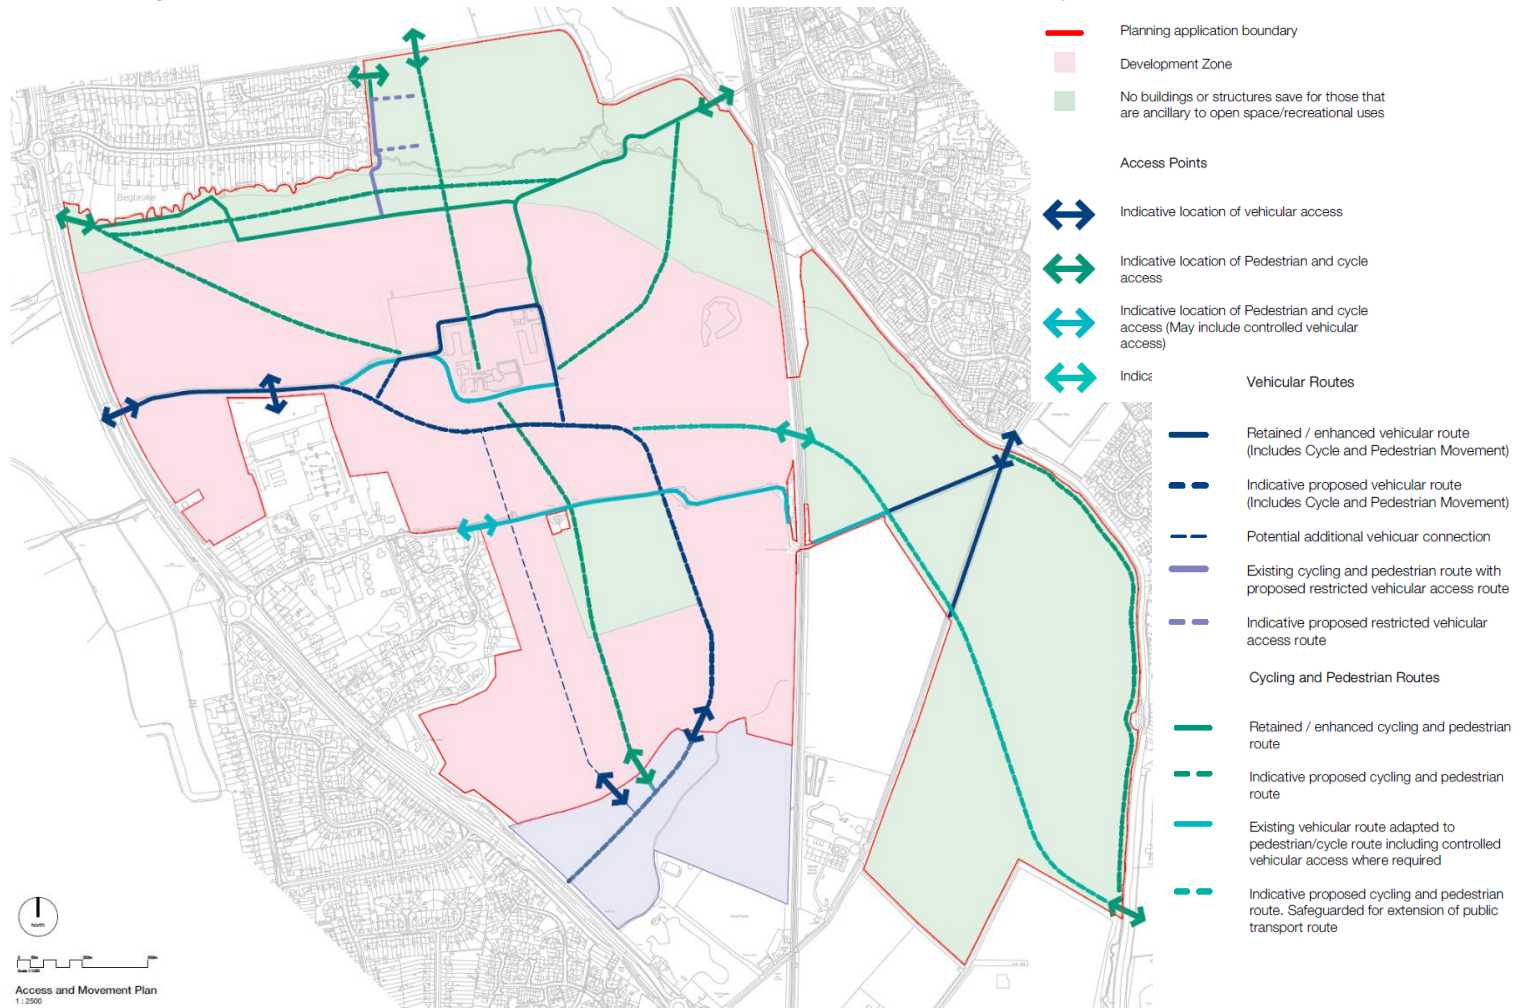 Planning application boundary
Development Zone
No buildings or structures save for those that
are ancillary to open space/recreational uses
Access Points
Indicative location of vehicular access
Indicative location of Pedestrian and cycle
access
Indicative location of Pedestrian and cycle
access (May include controlled vehicular
access)
Indica
Vehicular Routes
Retained / enhanced vehicular route
(Includes Cycle and Pedestrian Movement)
Indicative proposed vehicular route
(Includes Cycle and Pedestrian Movement)
Potential additional vehicuar connection
Existing cycling and pedestrian route with
proposed restricted vehicular access route
Indicative proposed restricted vehicular
access route
Cycling and Pedestrian Routes
Retained / enhanced cycling and pedestrian
route
Indicative proposed cycling and pedestrian
route
Existing vehicular route adapted to
pedestrian/cycle route including controlled
vehicular access where required
Indicative proposed cycling and pedestrian
route. Safeguarded for extension of public
transport route
Begbroke
North
Access and Movement Plan
1 : 2500